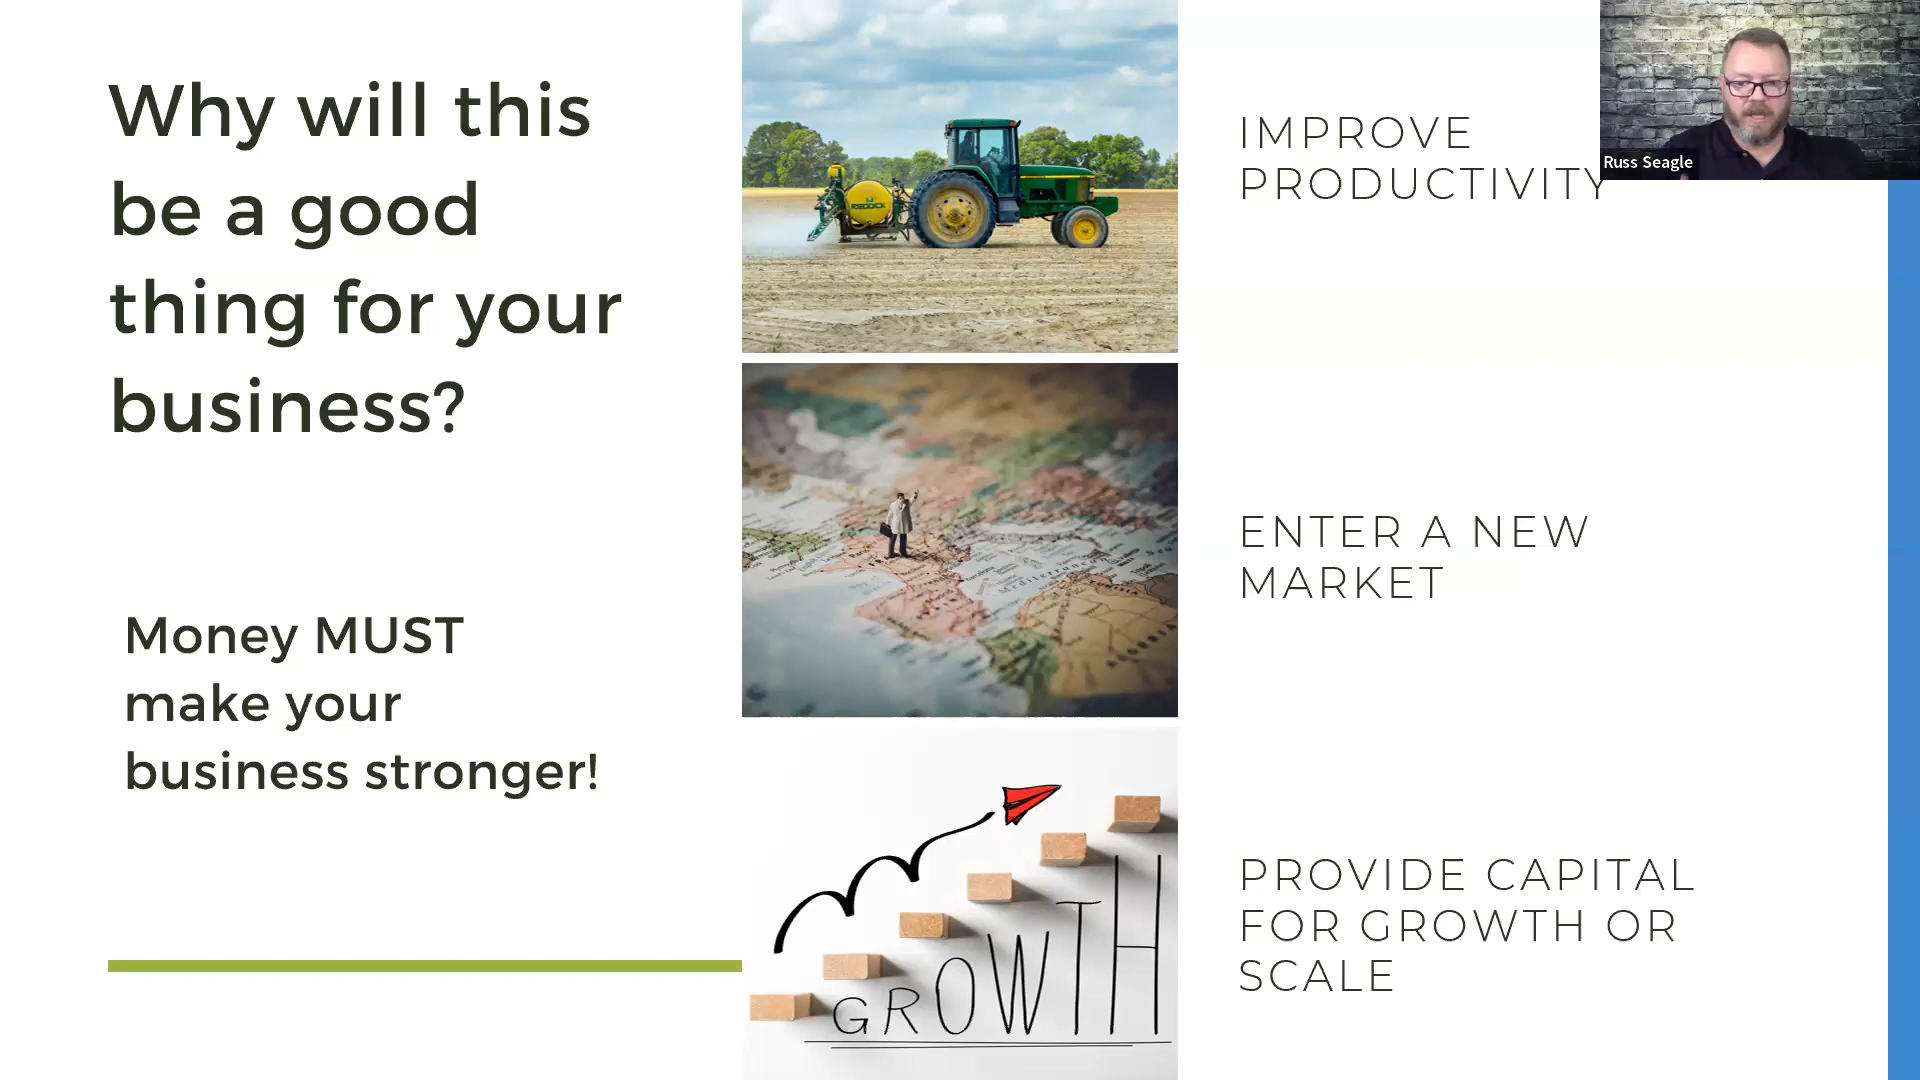 Why will this
be a good
thing for your
business?
Money MUST
make your
business stronger!
REDDICK
GROWTH
IMPROVE
PRODUCTIVITY
ENTER A NEW
MARKET
PROVIDE CAPITAL
FOR GROWTH OR
SCALE
Russ Seagle